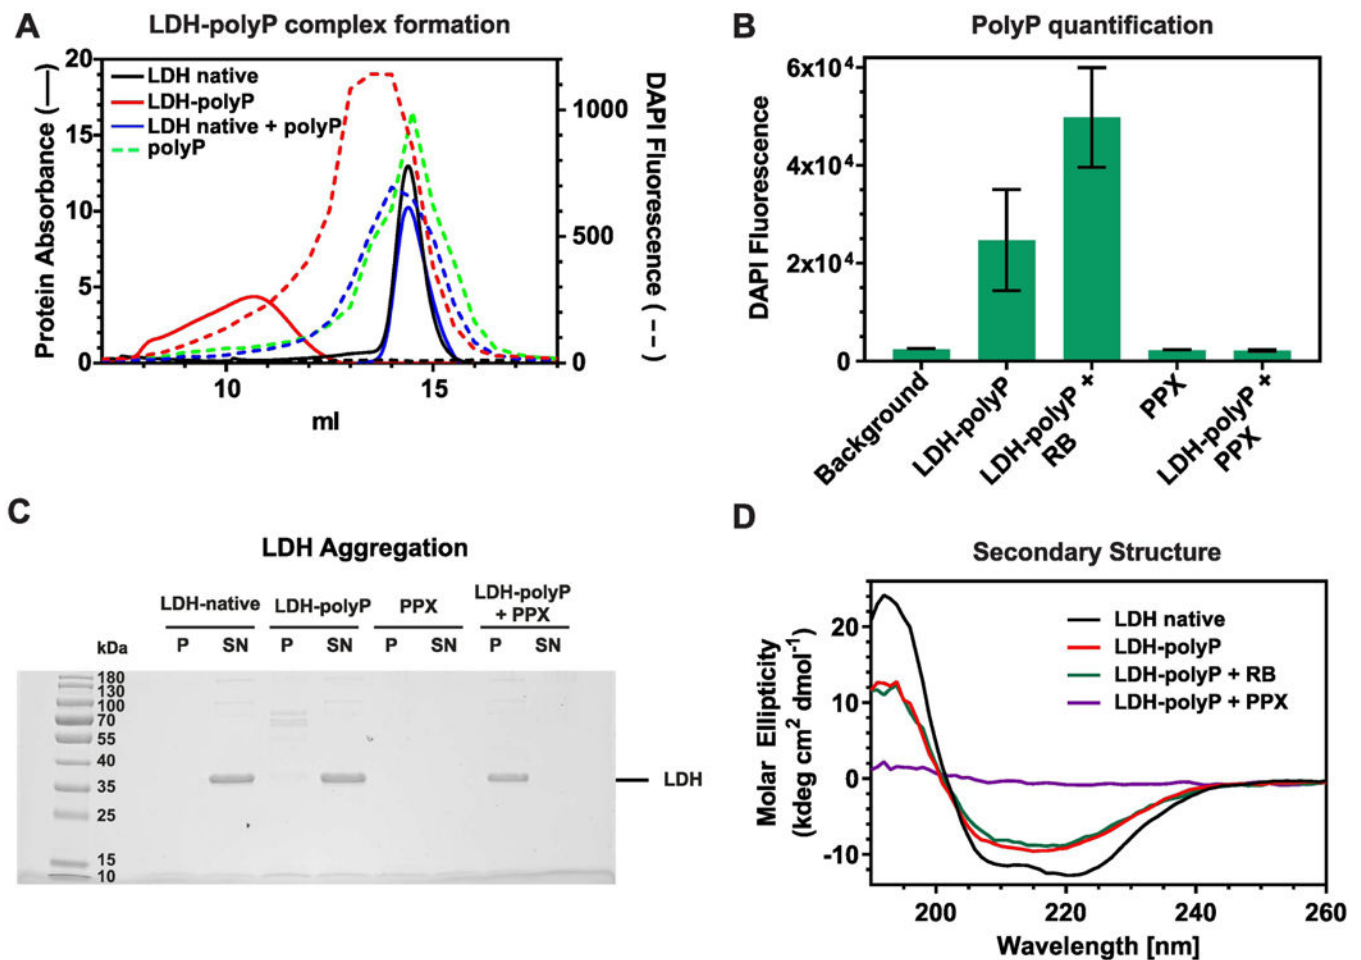 A
LDH-polyP complex formation
Protein Absorbance (—)
20
15
10
5
0
LDH native
LDH-polyP
LDH native + polyP
polyP
1000
500
0
DAPI Fluorescence (– –)
10
15
ml
B
PolyP quantification
DAPI Fluorescence
6x10⁴
4x10⁴
2x10⁴
0
Background
LDH-polyP
LDH-polyP +
RB
PPX
LDH-polyP +
PPX
C
LDH Aggregation
LDH-native
LDH-polyP
PPX
LDH-polyP
+ PPX
kDa
P
SN
P
SN
P
SN
P
SN
180
130
100
70
55
40
35
25
15
10
LDH
D
Secondary Structure
Molar Ellipticity
(kdeg cm² dmol⁻¹)
20
10
0
-10
LDH native
LDH-polyP
LDH-polyP + RB
LDH-polyP + PPX
200
220
240
260
Wavelength [nm]